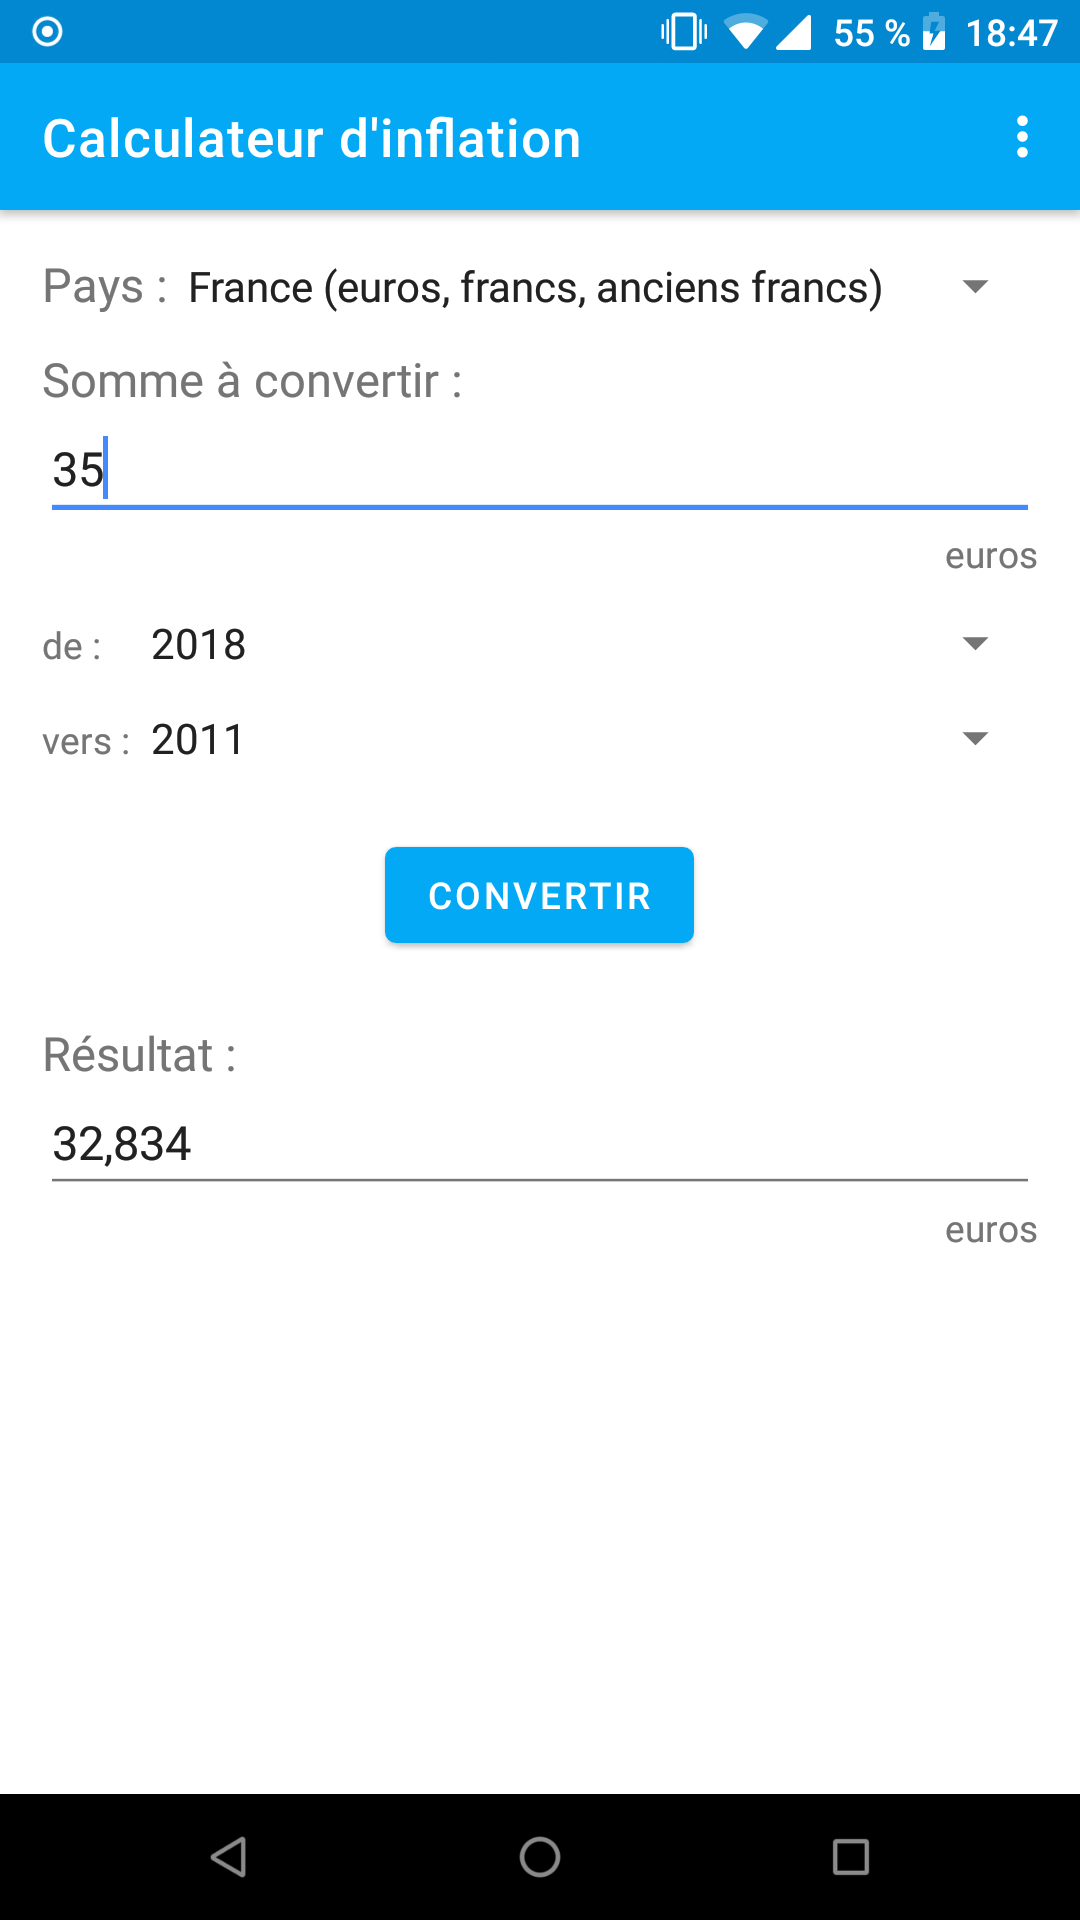 55 % 18:47
Calculateur d'inflation
Pays : France (euros, francs, anciens francs)
Somme à convertir :
35
euros
de : 2018
vers : 2011
CONVERTIR
Résultat :
32,834
euros